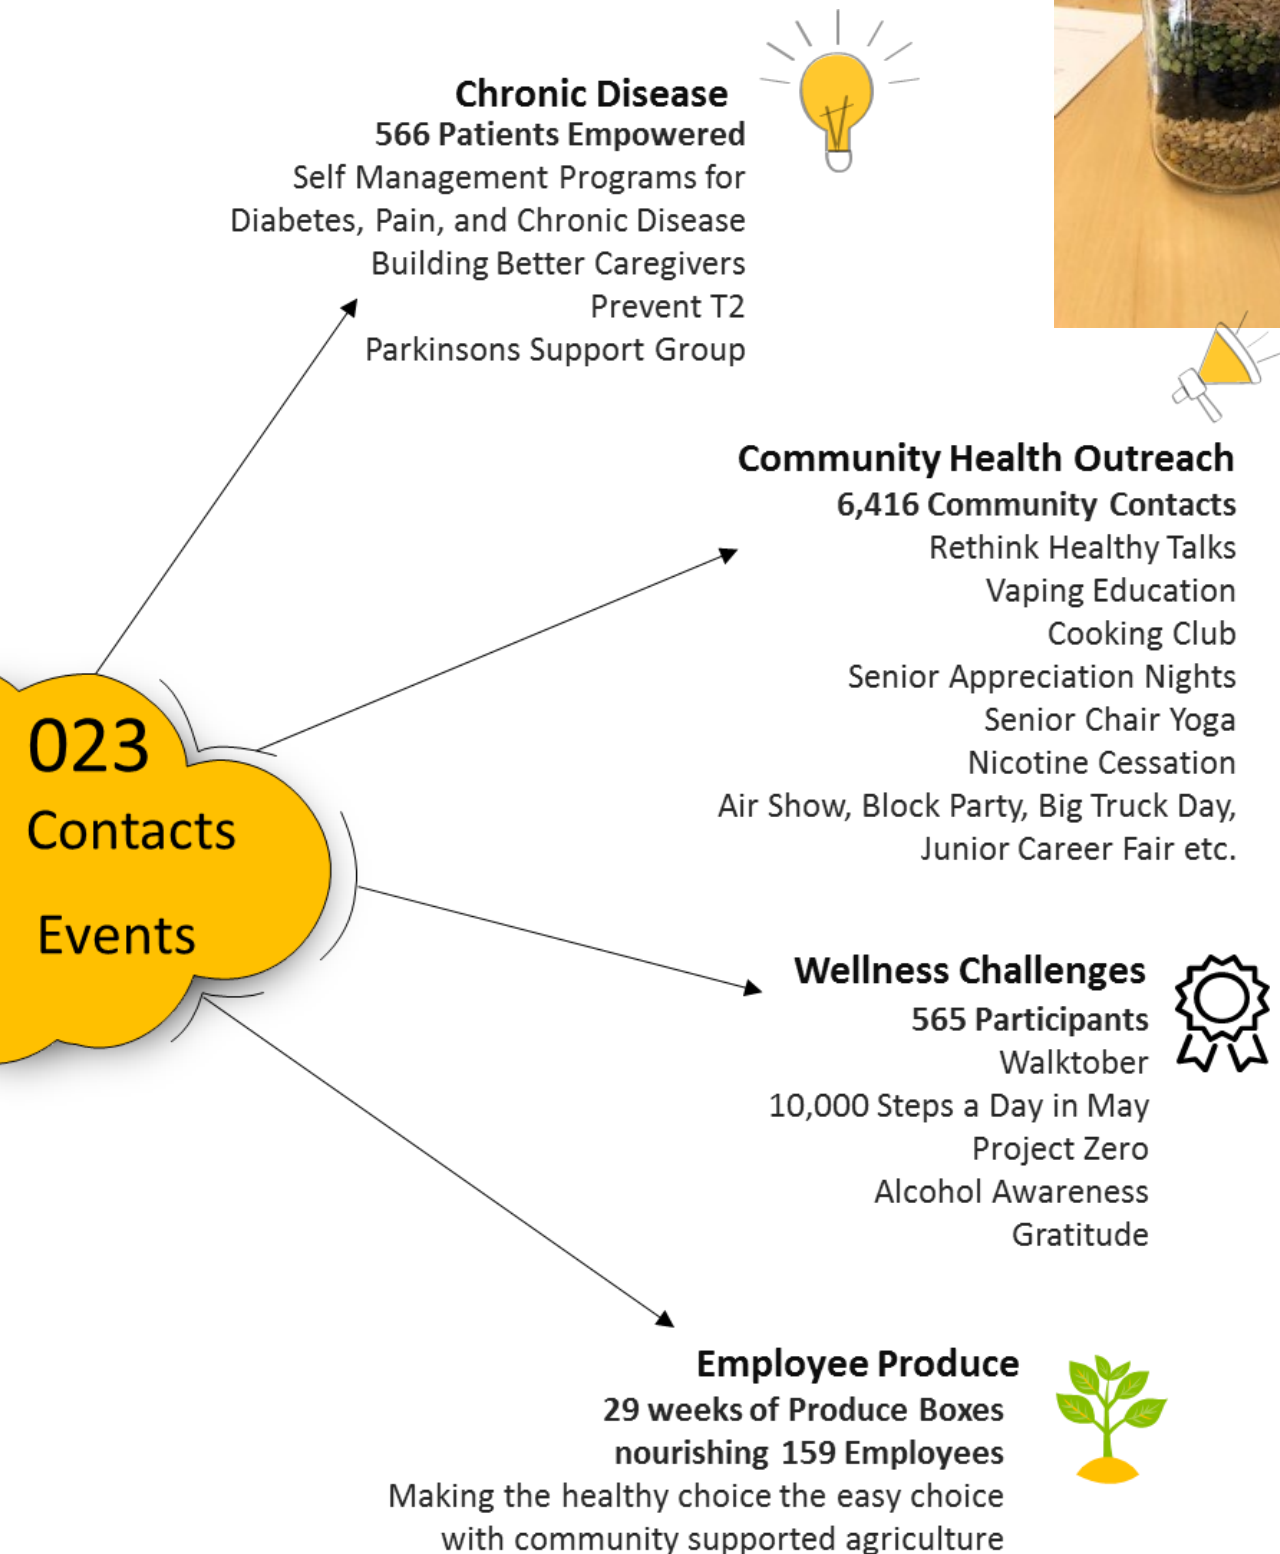 Chronic Disease
566 Patients Empowered
Self Management Programs for
Diabetes, Pain, and Chronic Disease
Building Better Caregivers
Prevent T2
Parkinsons Support Group
Community Health Outreach
6,416 Community Contacts
Rethink Healthy Talks
Vaping Education
Cooking Club
Senior Appreciation Nights
Senior Chair Yoga
Nicotine Cessation
Air Show, Block Party, Big Truck Day,
Junior Career Fair etc.
023
Contacts
Events
Wellness Challenges
565 Participants
Walktober
10,000 Steps a Day in May
Project Zero
Alcohol Awareness
Gratitude
Employee Produce
29 weeks of Produce Boxes
nourishing 159 Employees
Making the healthy choice the easy choice
with community supported agriculture